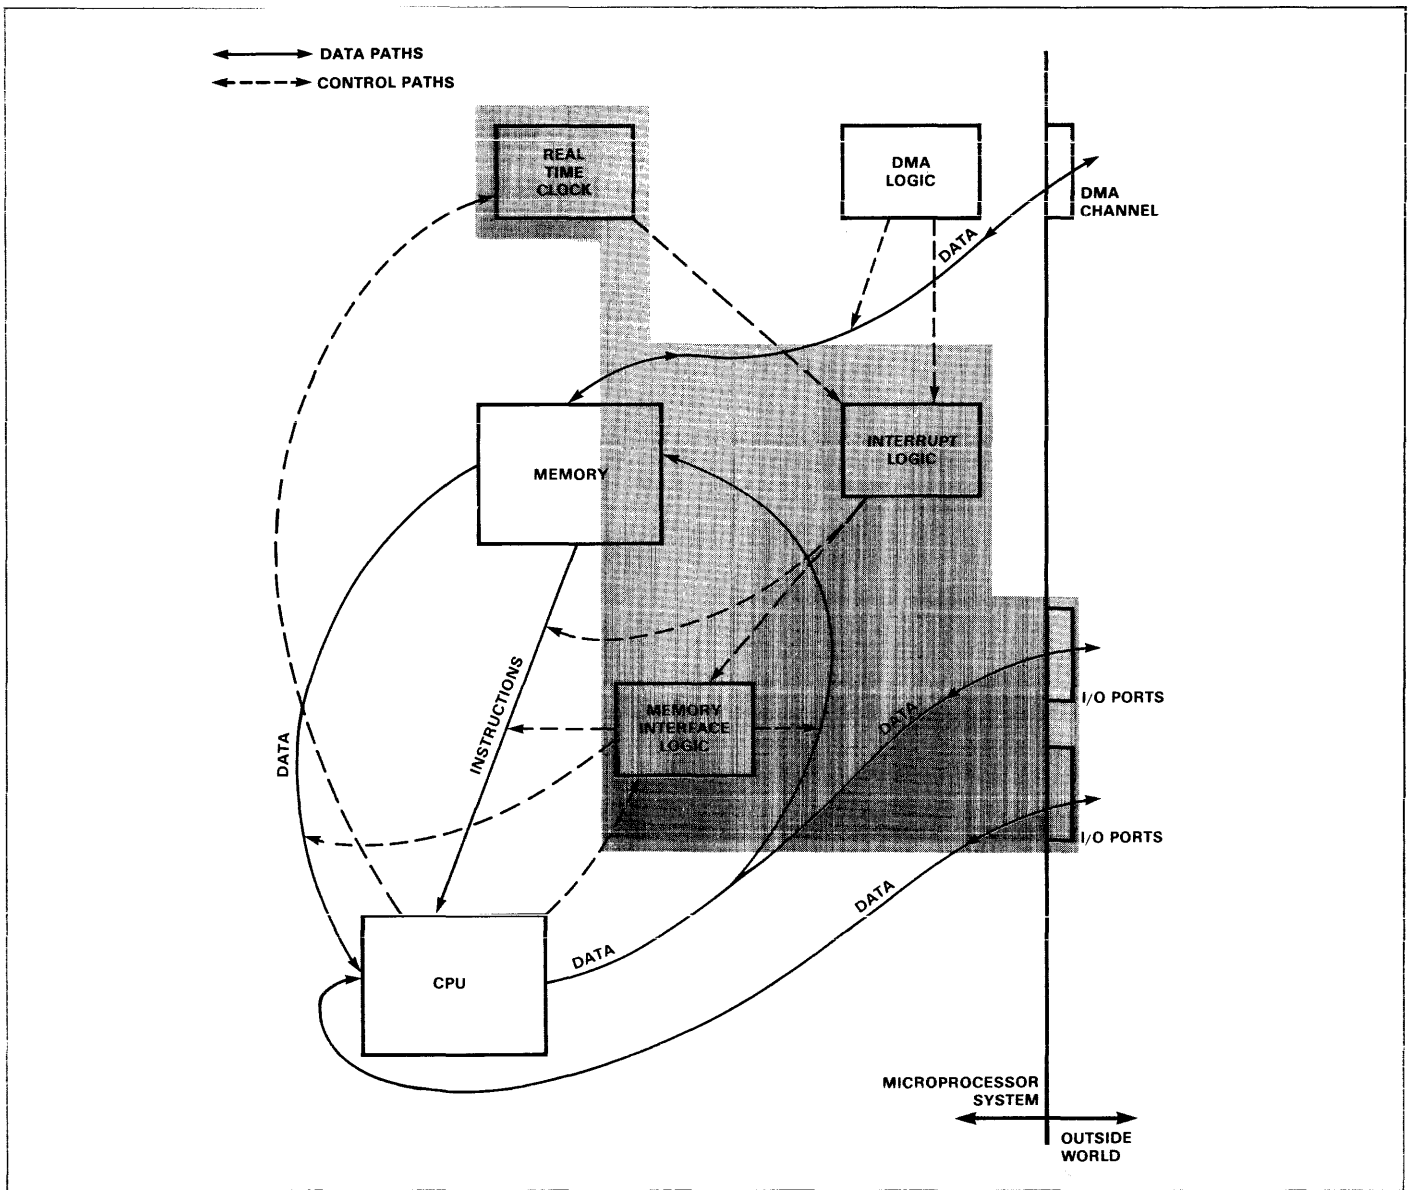 DATA PATHS
CONTROL PATHS
REAL
TIME
CLOCK
DMA
LOGIC
DMA
CHANNEL
DATA
INTERRUPT
LOGIC
MEMORY
INSTRUCTIONS
MEMORY
INTERFACE
LOGIC
DATA
I/O PORTS
DATA
I/O PORTS
DATA
DATA
CPU
MICROPROCESSOR
SYSTEM
OUTSIDE
WORLD